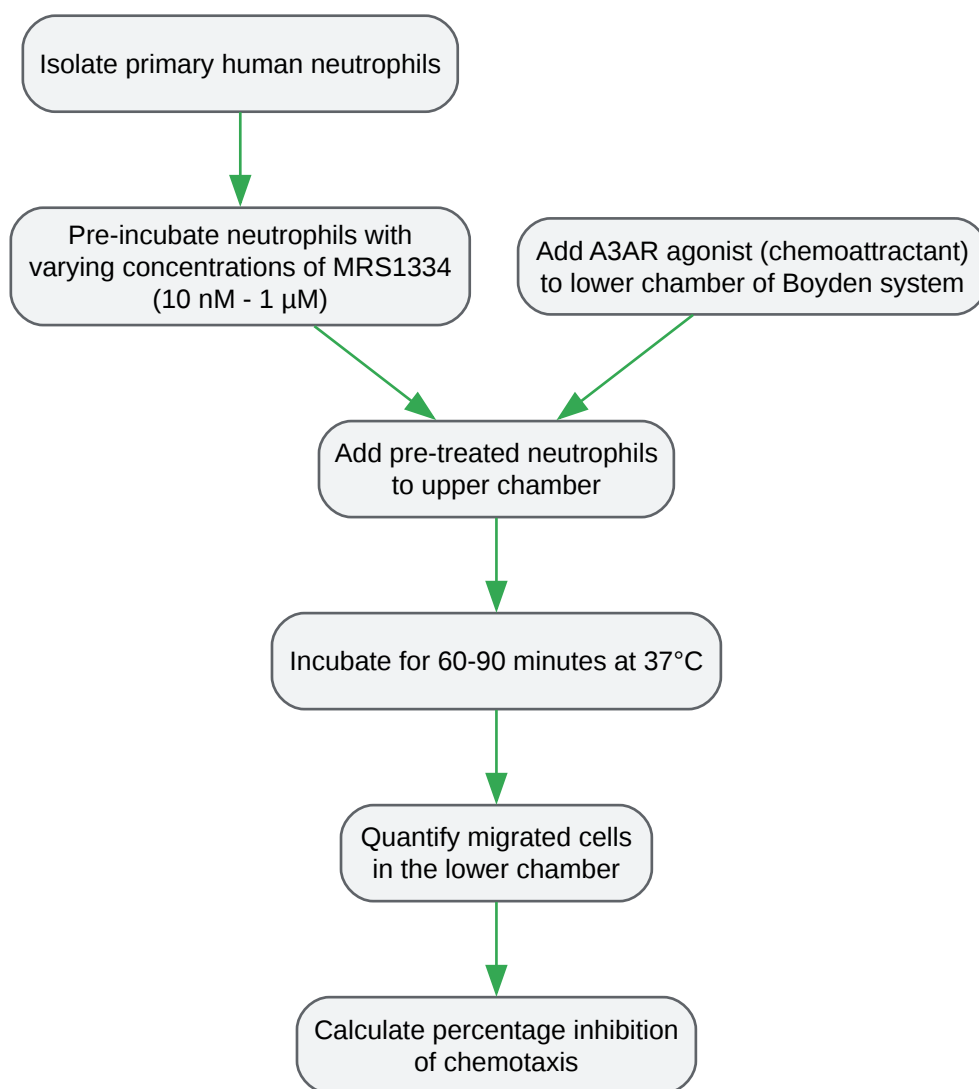 Isolate primary human neutrophils
Pre-incubate neutrophils with
varying concentrations of MRS1334
(10 nM - 1 µM)
Add A3AR agonist (chemoattractant)
to lower chamber of Boyden system
Add pre-treated neutrophils
to upper chamber
Incubate for 60-90 minutes at 37°C
Quantify migrated cells
in the lower chamber
Calculate percentage inhibition
of chemotaxis